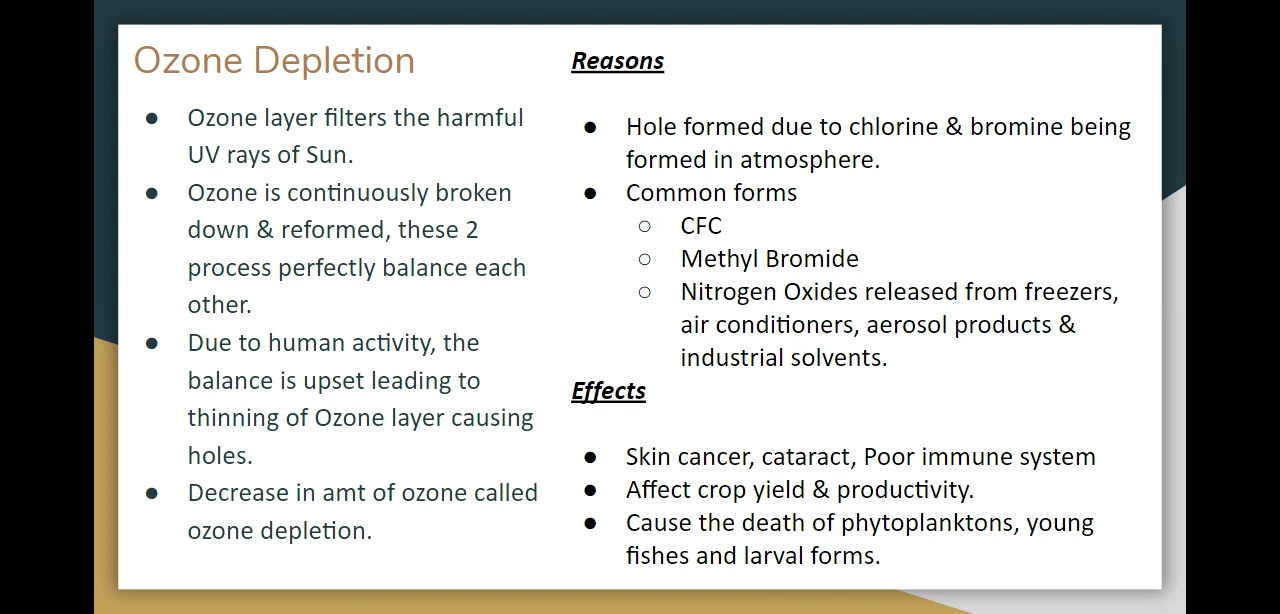 Ozone Depletion
● Ozone layer filters the harmful
UV rays of Sun.
● Ozone is continuously broken
down & reformed, these 2
process perfectly balance each
other.
● Due to human activity, the
balance is upset leading to
thinning of Ozone layer causing
holes.
● Decrease in amt of ozone called
ozone depletion.
Reasons
● Hole formed due to chlorine & bromine being
formed in atmosphere.
● Common forms
○ CFC
○ Methyl Bromide
○ Nitrogen Oxides released from freezers,
air conditioners, aerosol products &
industrial solvents.
Effects
● Skin cancer, cataract, Poor immune system
● Affect crop yield & productivity.
● Cause the death of phytoplanktons, young
fishes and larval forms.